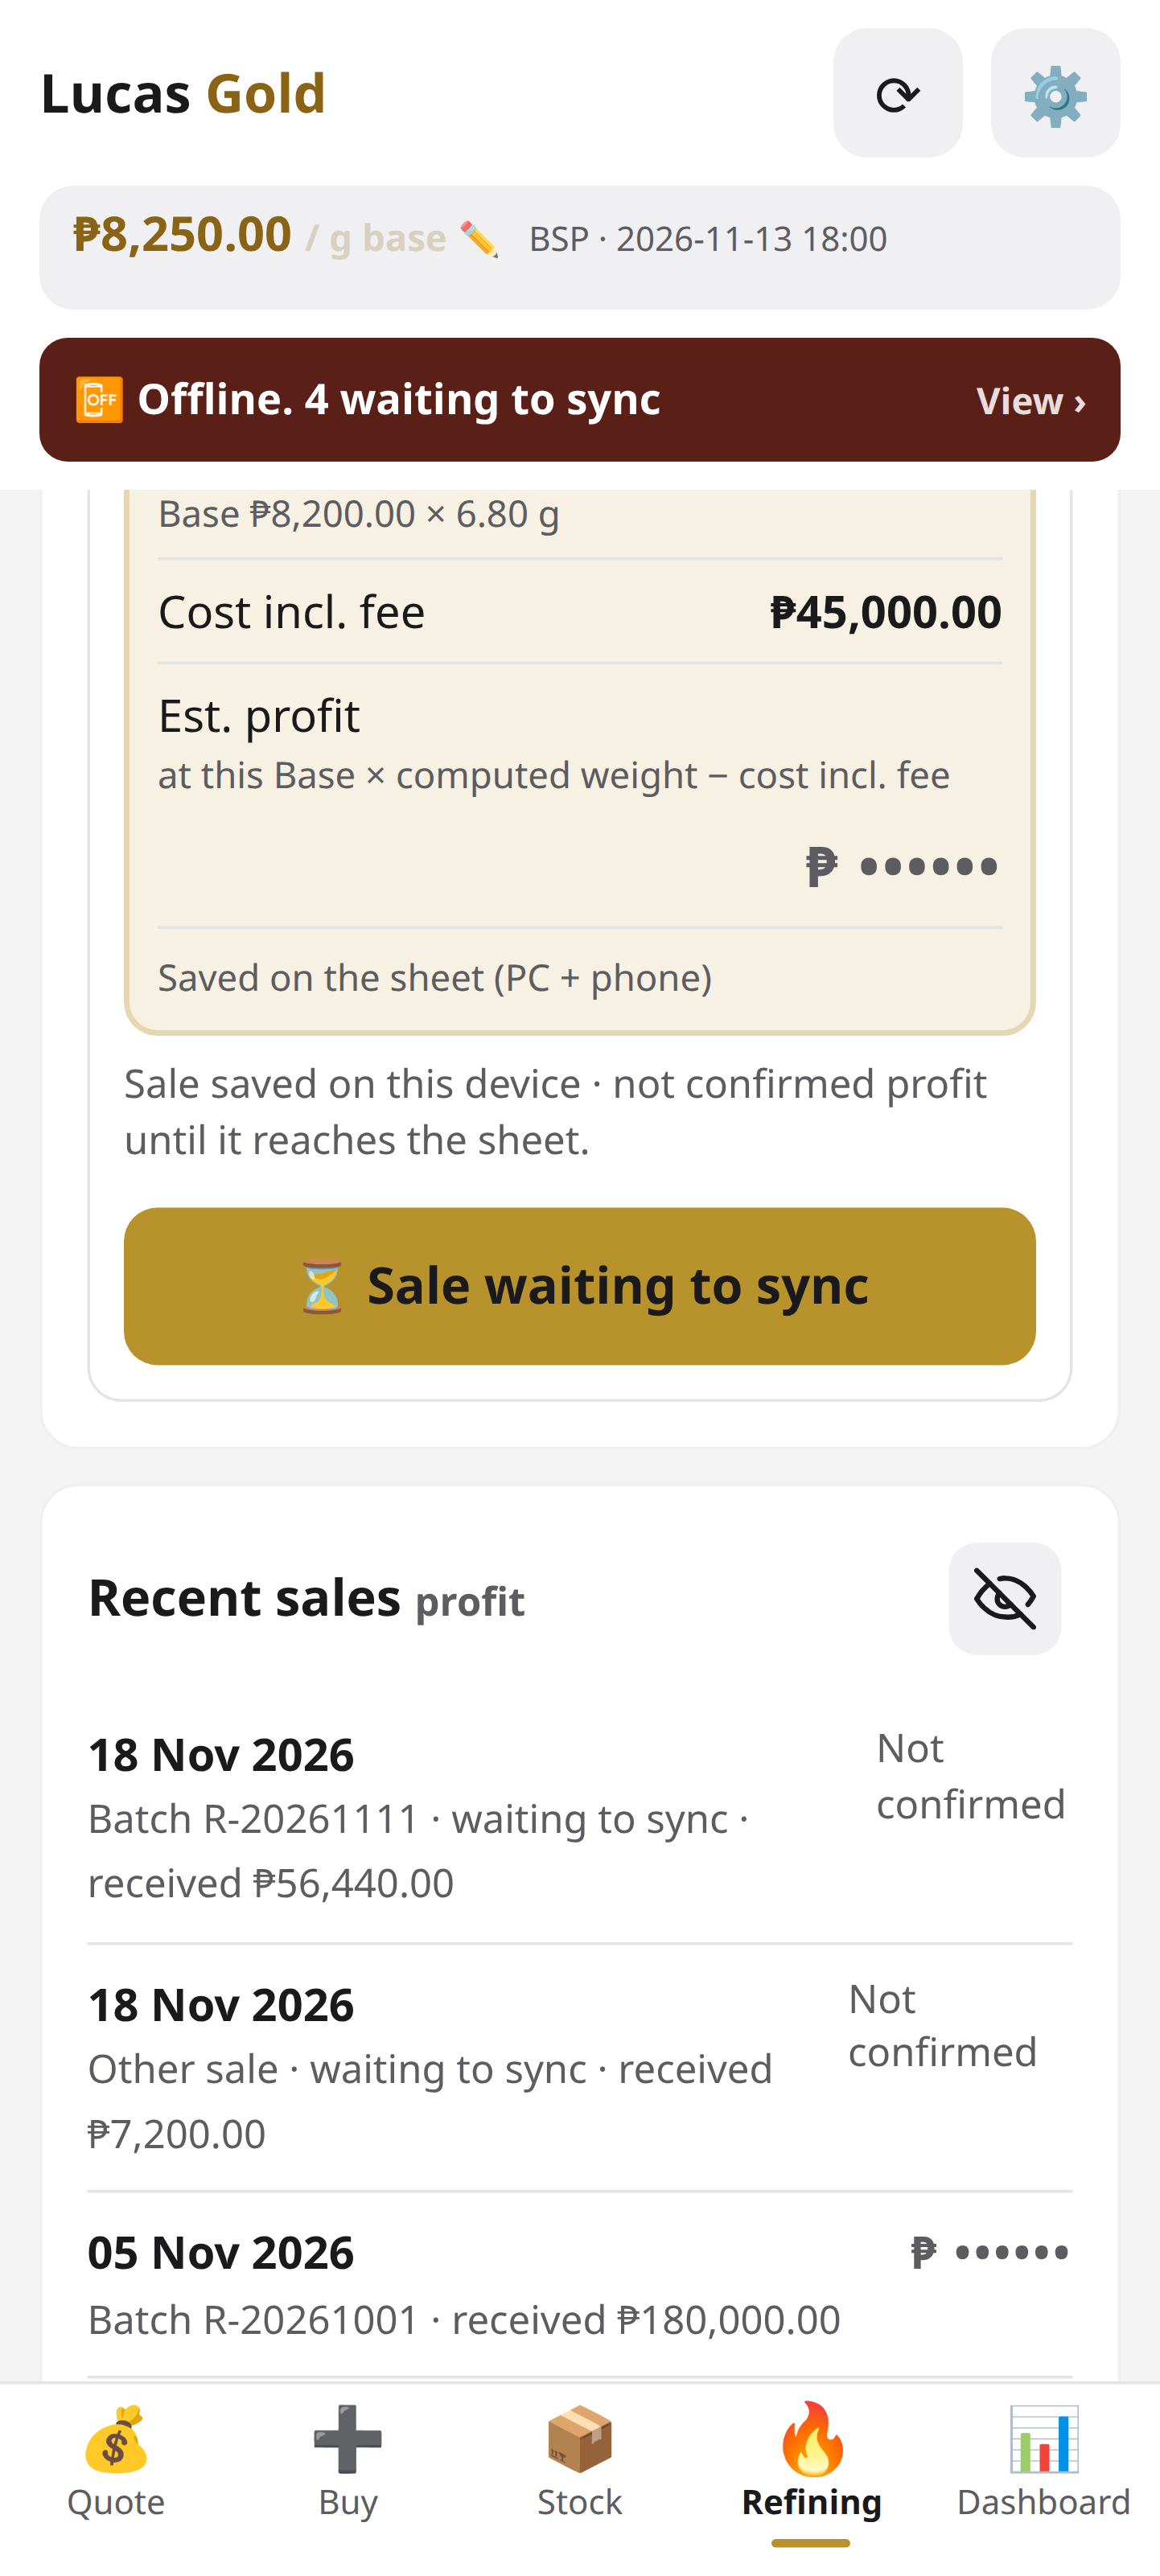 Lucas Gold
₱8,250.00 / g base BSP · 2026-11-13 18:00
OFF Offline. 4 waiting to sync View ›
Base ₱8,200.00 × 6.80 g
Cost incl. fee ₱45,000.00
Est. profit
at this Base × computed weight − cost incl. fee
₱ ••••••
Saved on the sheet (PC + phone)
Sale saved on this device · not confirmed profit
until it reaches the sheet.
⏳ Sale waiting to sync
Recent sales profit
18 Nov 2026 Not
confirmed
Batch R-20261111 · waiting to sync ·
received ₱56,440.00
18 Nov 2026 Not
confirmed
Other sale · waiting to sync · received
₱7,200.00
05 Nov 2026 ₱ ••••••
Batch R-20261001 · received ₱180,000.00
Quote Buy Stock Refining Dashboard